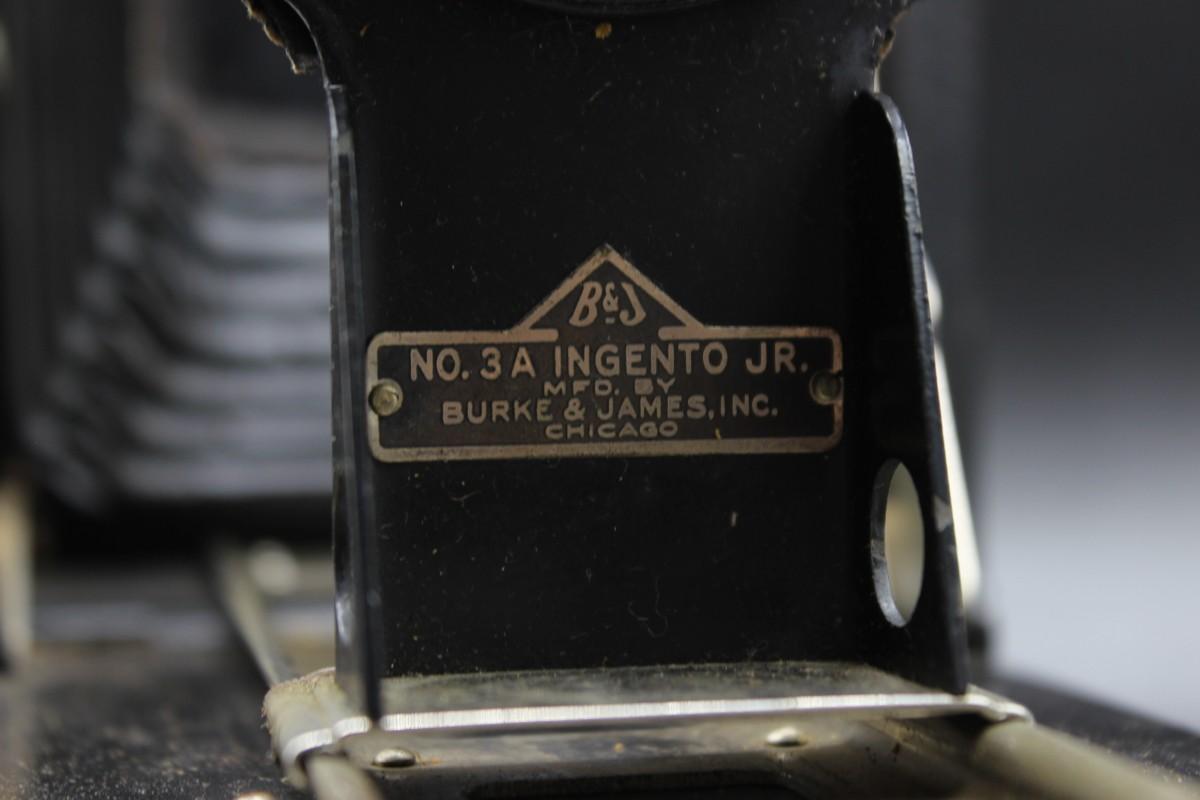 B&J
NO. 3A INGENTO JR.
MFD. BY
BURKE & JAMES, INC.
CHICAGO